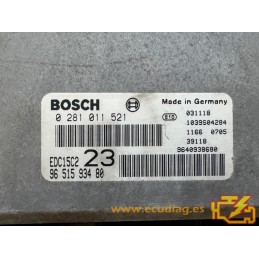 BOSCH
Made in Germany
0 281 011 521
031118
1039S04284
1166 0705
39118
EDC15C2 23
9640938680
96 515 934 80
www.ecudiag.es